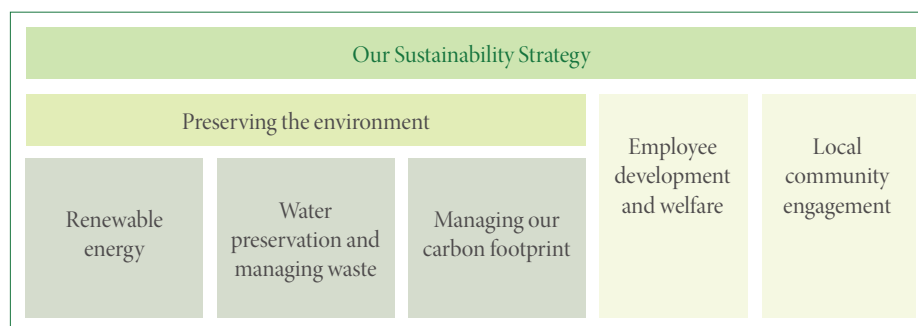 Our Sustainability Strategy
Preserving the environment
Renewable
energy
Water
preservation and
managing waste
Managing our
carbon footprint
Employee
development
and welfare
Local
community
engagement